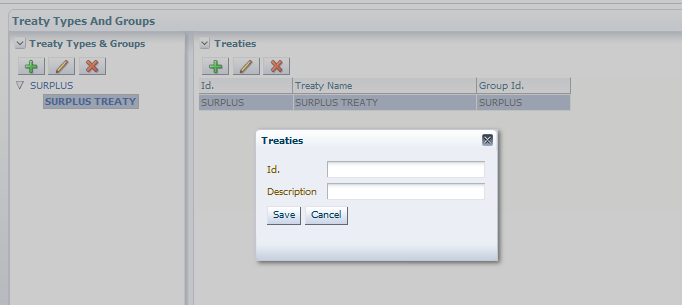 Treaty Types And Groups
Treaty Types & Groups
SURPLUS
SURPLUS TREATY
Treaties
Id. Treaty Name Group Id.
SURPLUS SURPLUS TREATY SURPLUS
Treaties
Id.
Description
Save Cancel